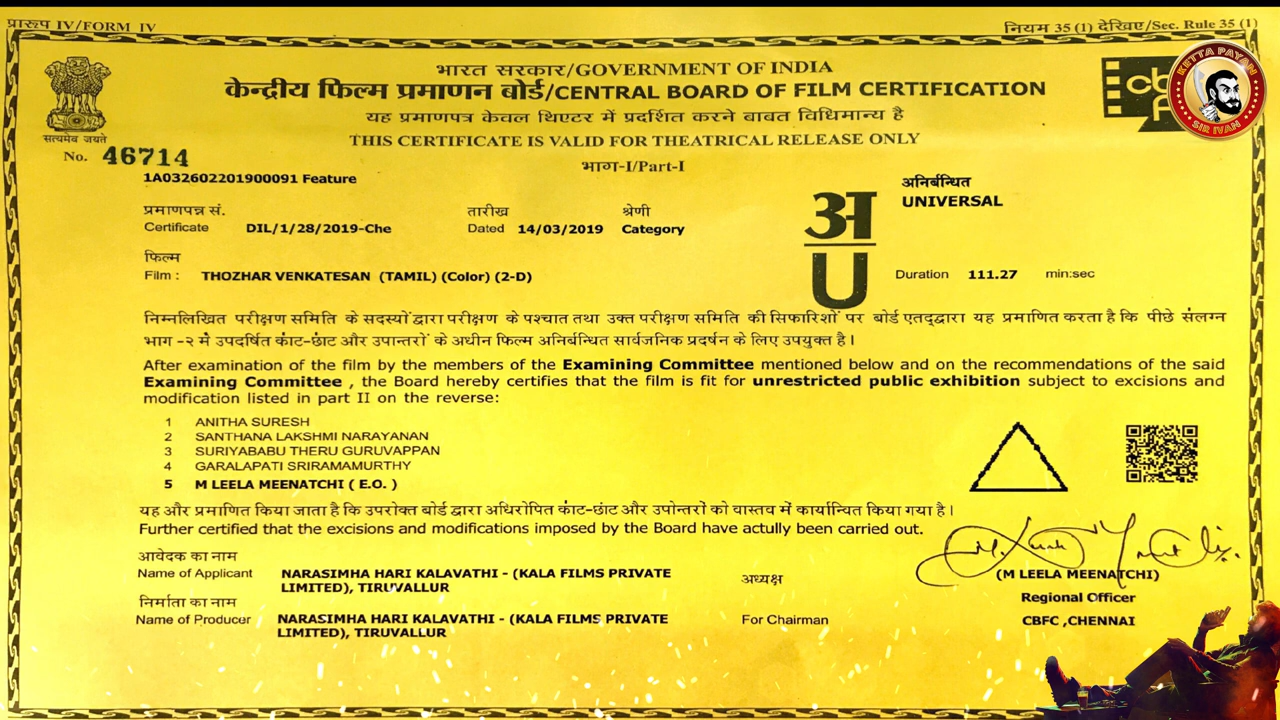 प्रारूप IV/FORM IV
नियम 35 (1) देखिए/Sec. Rule 35 (1)
भारत सरकार/GOVERNMENT OF INDIA
केन्द्रीय फिल्म प्रमाणन बोर्ड/CENTRAL BOARD OF FILM CERTIFICATION
यह प्रमाणपत्र केवल थिएटर में प्रदर्शित करने बाबत विधिमान्य है
THIS CERTIFICATE IS VALID FOR THEATRICAL RELEASE ONLY
भाग-I/Part-I
सत्यमेव जयते
No. 46714
KETTA PAYAN
SIR IVAN
1A032602201900091 Feature
अनिर्बन्धित
UNIVERSAL
अ
U
प्रमाणपत्र सं. तारीख श्रेणी
Certificate DIL/1/28/2019-Che Dated 14/03/2019 Category
फिल्म
Film : THOZHAR VENKATESAN (TAMIL) (Color) (2-D) Duration 111.27 min:sec
निम्नलिखित परीक्षण समिति के सदस्यों द्वारा परीक्षण के पश्चात तथा उक्त परीक्षण समिति की सिफारिशों पर बोर्ड एतद्द्वारा यह प्रमाणित करता है कि पीछे संलग्न
भाग -२ में उपदर्षित कांट-छांट और उपान्तरों के अधीन फिल्म अनिर्बन्धित सार्वजनिक प्रदर्षन के लिए उपयुक्त है।
After examination of the film by the members of the Examining Committee mentioned below and on the recommendations of the said
Examining Committee , the Board hereby certifies that the film is fit for unrestricted public exhibition subject to excisions and
modification listed in part II on the reverse:
1 ANITHA SURESH
2 SANTHANA LAKSHMI NARAYANAN
3 SURIYABABU THERU GURUVAPPAN
4 GARALAPATI SRIRAMAMURTHY
5 M LEELA MEENATCHI ( E.O. )
यह और प्रमाणित किया जाता है कि उपरोक्त बोर्ड द्वारा अधिरोपित कांट-छांट और उपोन्तरों को वास्तव में कार्यान्वित किया गया है।
Further certified that the excisions and modifications imposed by the Board have actully been carried out.
आवेदक का नाम
Name of Applicant NARASIMHA HARI KALAVATHI - (KALA FILMS PRIVATE
LIMITED), TIRUVALLUR
निर्माता का नाम
Name of Producer NARASIMHA HARI KALAVATHI - (KALA FILMS PRIVATE
LIMITED), TIRUVALLUR
अध्यक्ष
For Chairman
(M LEELA MEENATCHI)
Regional Officer
CBFC ,CHENNAI